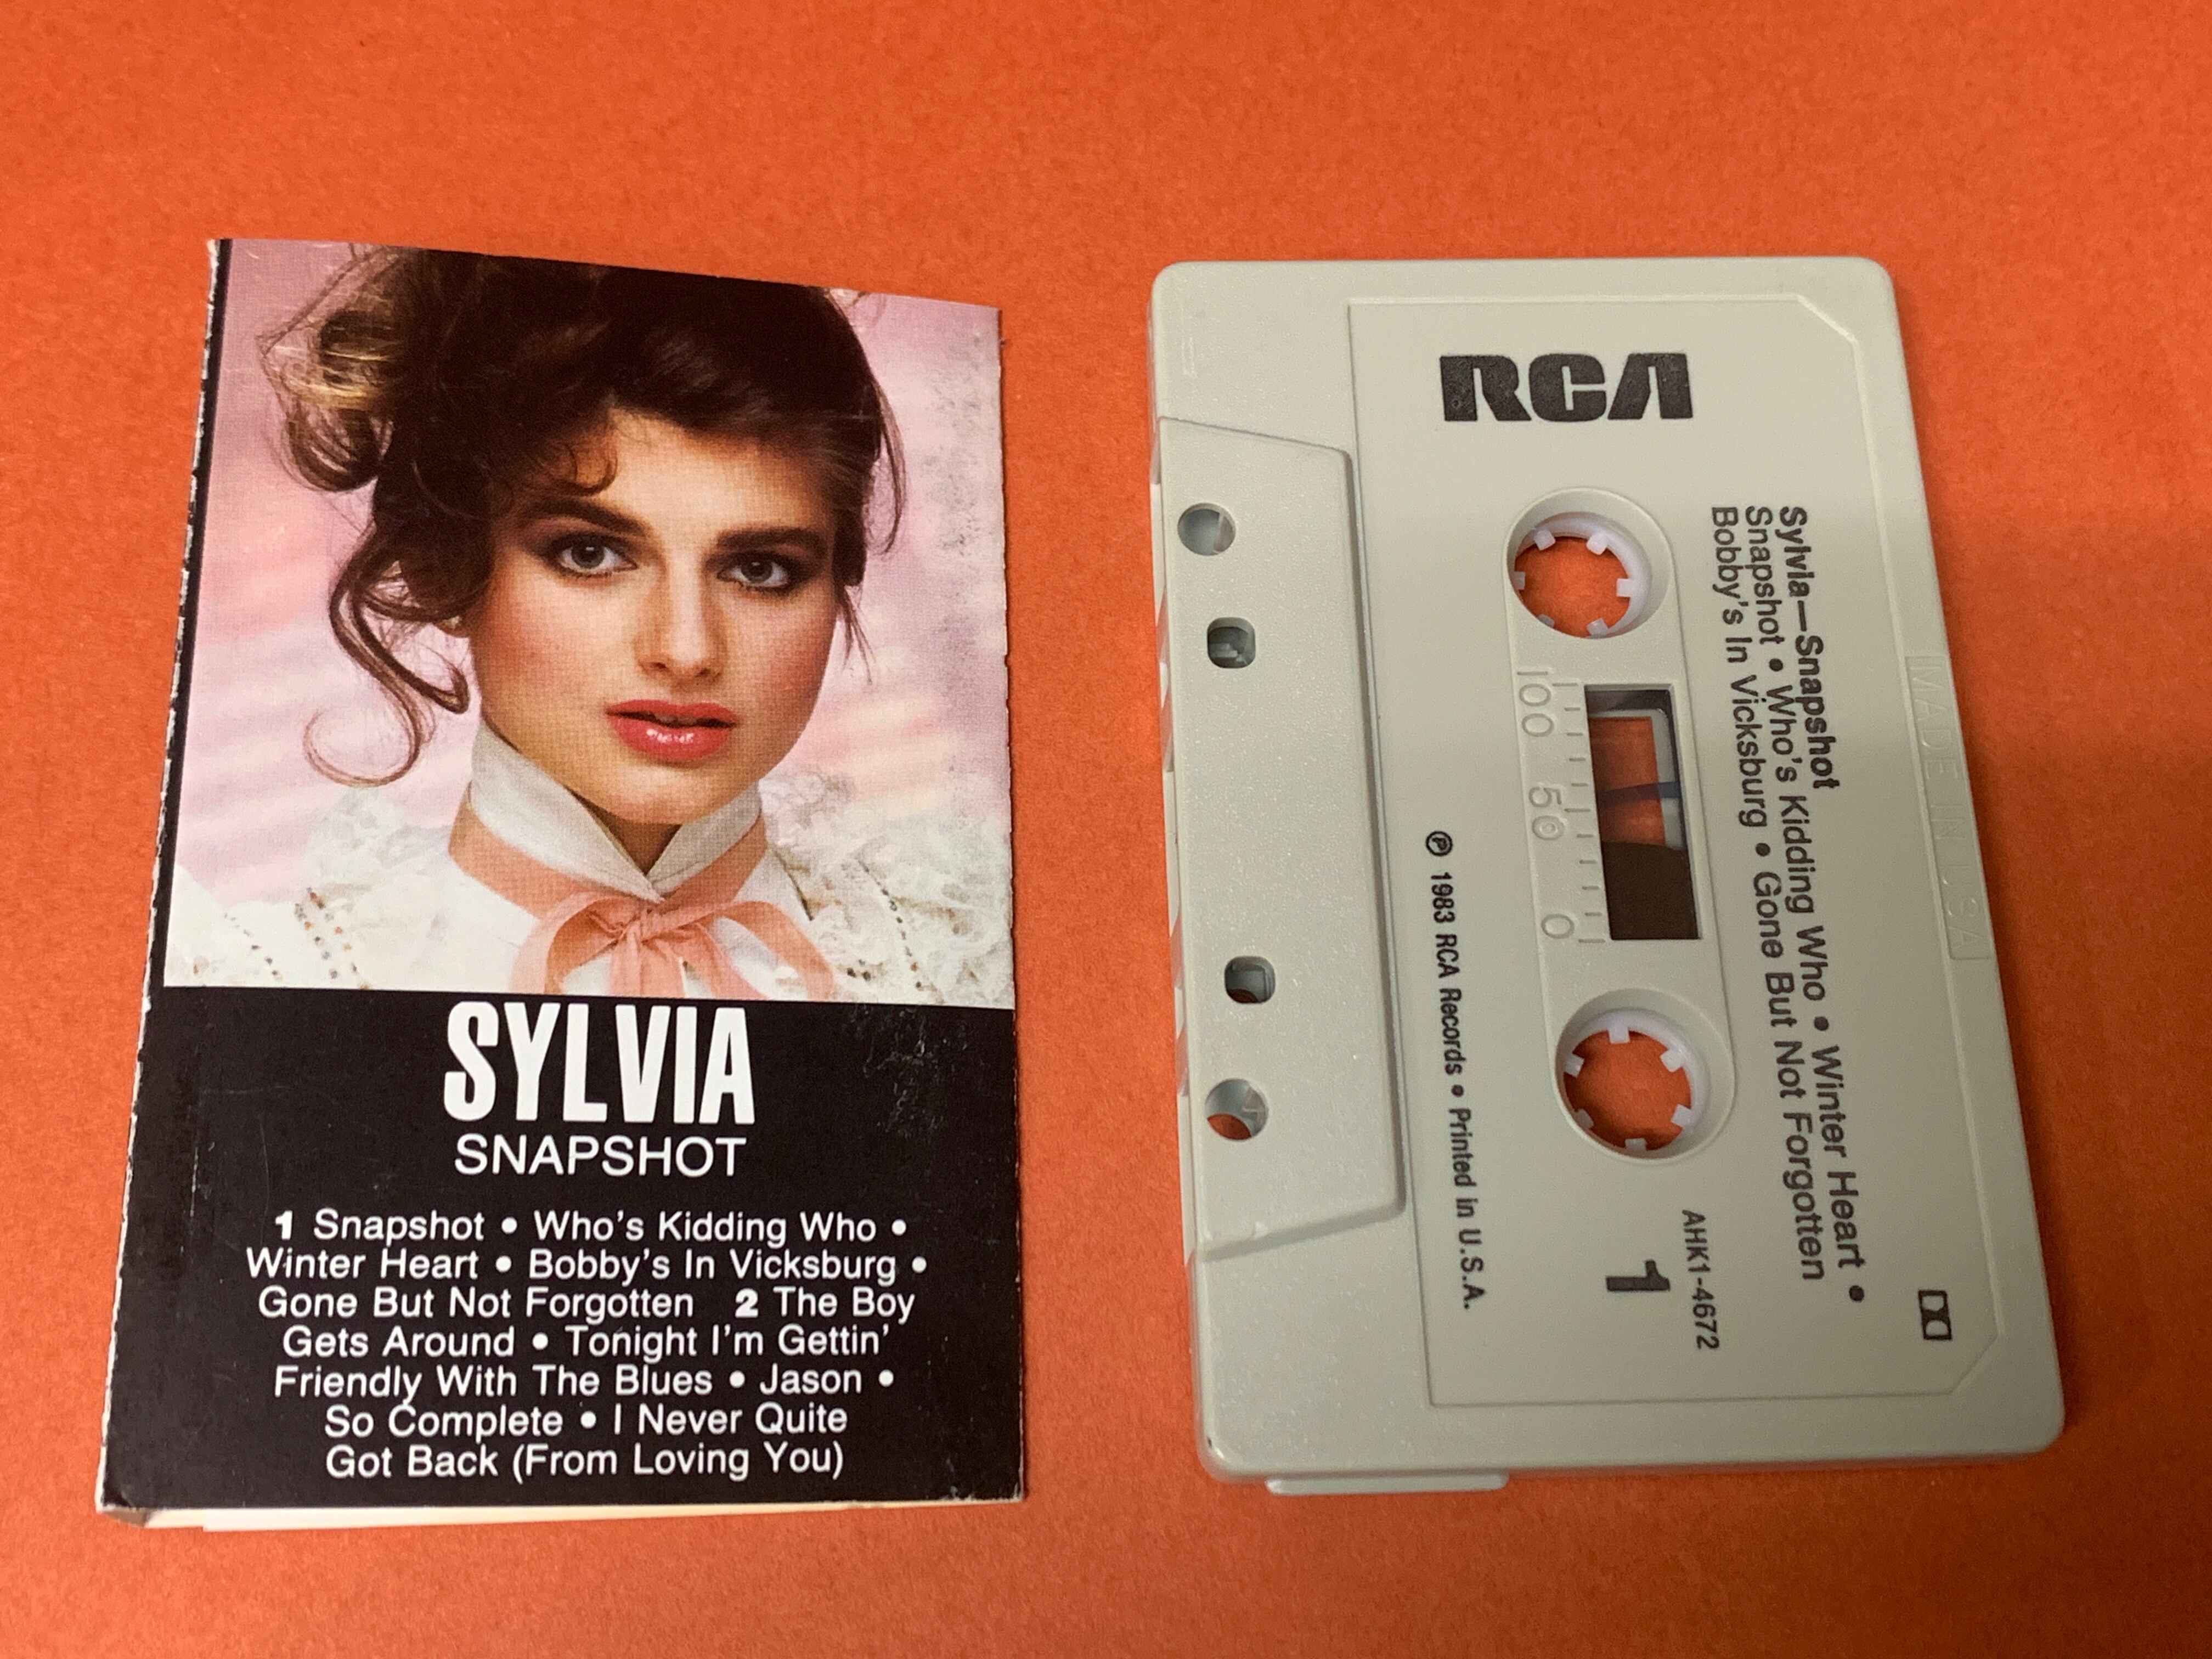 SYLVIA
SNAPSHOT
1 Snapshot • Who's Kidding Who •
Winter Heart • Bobby's In Vicksburg •
Gone But Not Forgotten 2 The Boy
Gets Around • Tonight I'm Gettin'
Friendly With The Blues • Jason •
So Complete • I Never Quite
Got Back (From Loving You)
RCA
MADE IN USA
Sylvia—Snapshot
Snapshot • Who's Kidding Who • Winter Heart •
Bobby's In Vicksburg • Gone But Not Forgotten
100 50 0
AHK1-4672
1
℗ 1983 RCA Records • Printed in U.S.A.